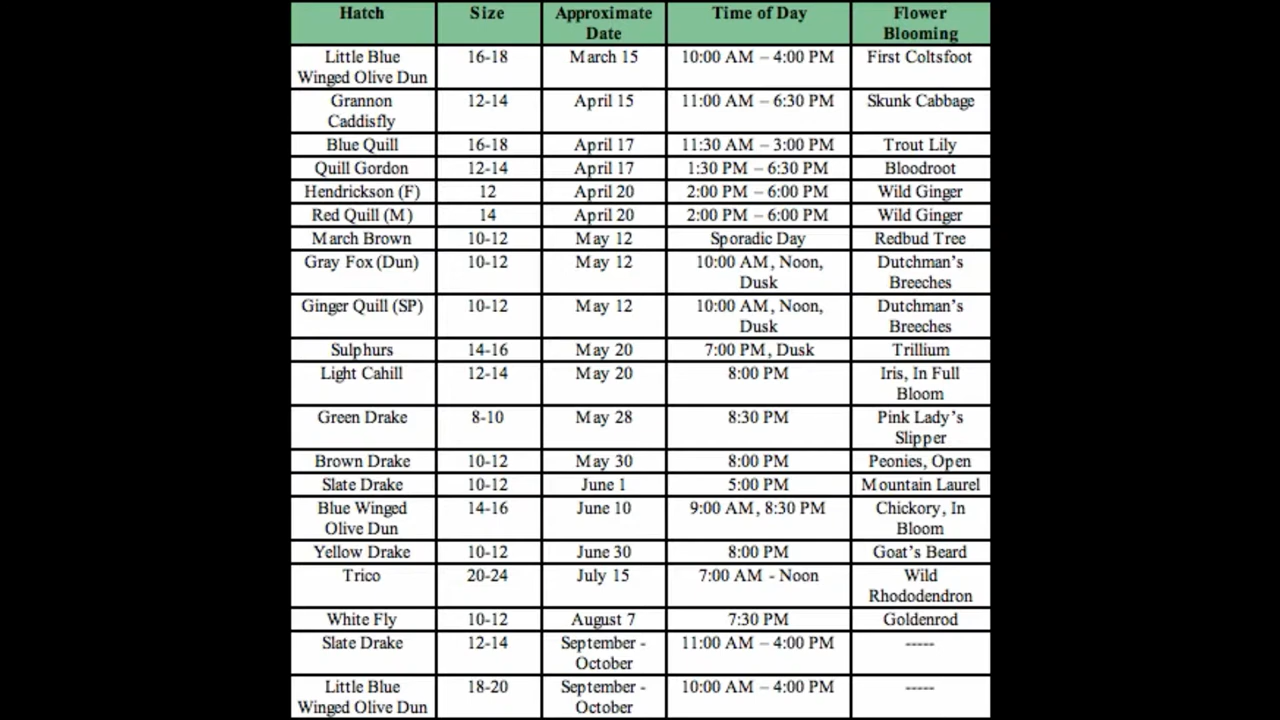 Hatch Size Approximate Date Time of Day Flower Blooming
Little Blue Winged Olive Dun 16-18 March 15 10:00 AM – 4:00 PM First Coltsfoot
Grannon Caddisfly 12-14 April 15 11:00 AM – 6:30 PM Skunk Cabbage
Blue Quill 16-18 April 17 11:30 AM – 3:00 PM Trout Lily
Quill Gordon 12-14 April 17 1:30 PM – 6:30 PM Bloodroot
Hendrickson (F) 12 April 20 2:00 PM – 6:00 PM Wild Ginger
Red Quill (M) 14 April 20 2:00 PM – 6:00 PM Wild Ginger
March Brown 10-12 May 12 Sporadic Day Redbud Tree
Gray Fox (Dun) 10-12 May 12 10:00 AM, Noon, Dusk Dutchman’s Breeches
Ginger Quill (SP) 10-12 May 12 10:00 AM, Noon, Dusk Dutchman’s Breeches
Sulphurs 14-16 May 20 7:00 PM, Dusk Trillium
Light Cahill 12-14 May 20 8:00 PM Iris, In Full Bloom
Green Drake 8-10 May 28 8:30 PM Pink Lady’s Slipper
Brown Drake 10-12 May 30 8:00 PM Peonies, Open
Slate Drake 10-12 June 1 5:00 PM Mountain Laurel
Blue Winged Olive Dun 14-16 June 10 9:00 AM, 8:30 PM Chickory, In Bloom
Yellow Drake 10-12 June 30 8:00 PM Goat’s Beard
Trico 20-24 July 15 7:00 AM - Noon Wild Rhododendron
White Fly 10-12 August 7 7:30 PM Goldenrod
Slate Drake 12-14 September - October 11:00 AM – 4:00 PM -----
Little Blue Winged Olive Dun 18-20 September - October 10:00 AM – 4:00 PM -----